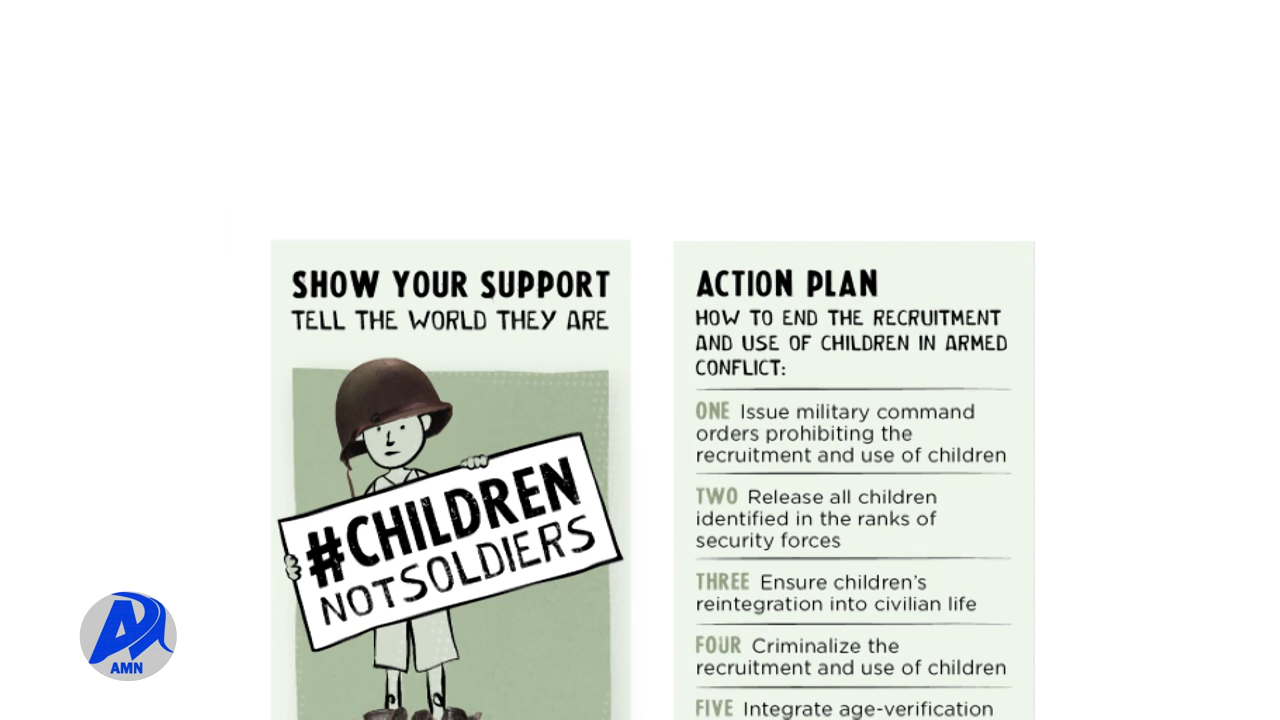 SHOW YOUR SUPPORT
TELL THE WORLD THEY ARE
#CHILDREN
NOTSOLDIERS
ACTION PLAN
HOW TO END THE RECRUITMENT
AND USE OF CHILDREN IN ARMED
CONFLICT:
ONE Issue military command
orders prohibiting the
recruitment and use of children
TWO Release all children
identified in the ranks of
security forces
THREE Ensure children's
reintegration into civilian life
FOUR Criminalize the
recruitment and use of children
FIVE Integrate age-verification
AMN